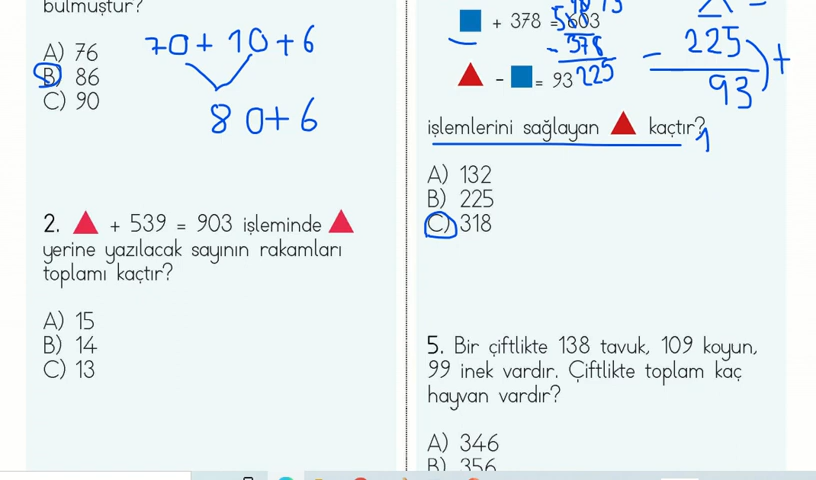 bulmuştur?
A) 76
B) 86
C) 90
70+10+6
80+6
2. + 539 = 903 işleminde
yerine yazılacak sayının rakamları
toplamı kaçtır?
A) 15
B) 14
C) 13
+ 378 = 603
- 378
225
- = 93
- 225
93
+
işlemlerini sağlayan kaçtır?
1
A) 132
B) 225
C) 318
5. Bir çiftlikte 138 tavuk, 109 koyun,
99 inek vardır. Çiftlikte toplam kaç
hayvan vardır?
A) 346
B) 356